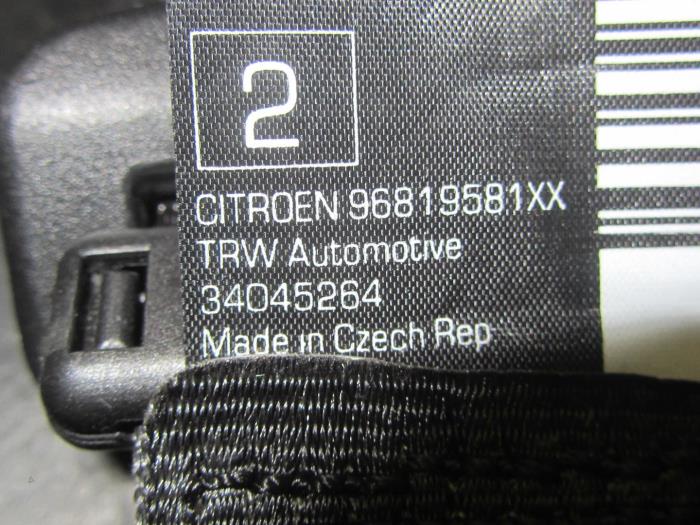 2
CITROEN 96819581XX
TRW Automotive
34045264
Made in Czech Rep